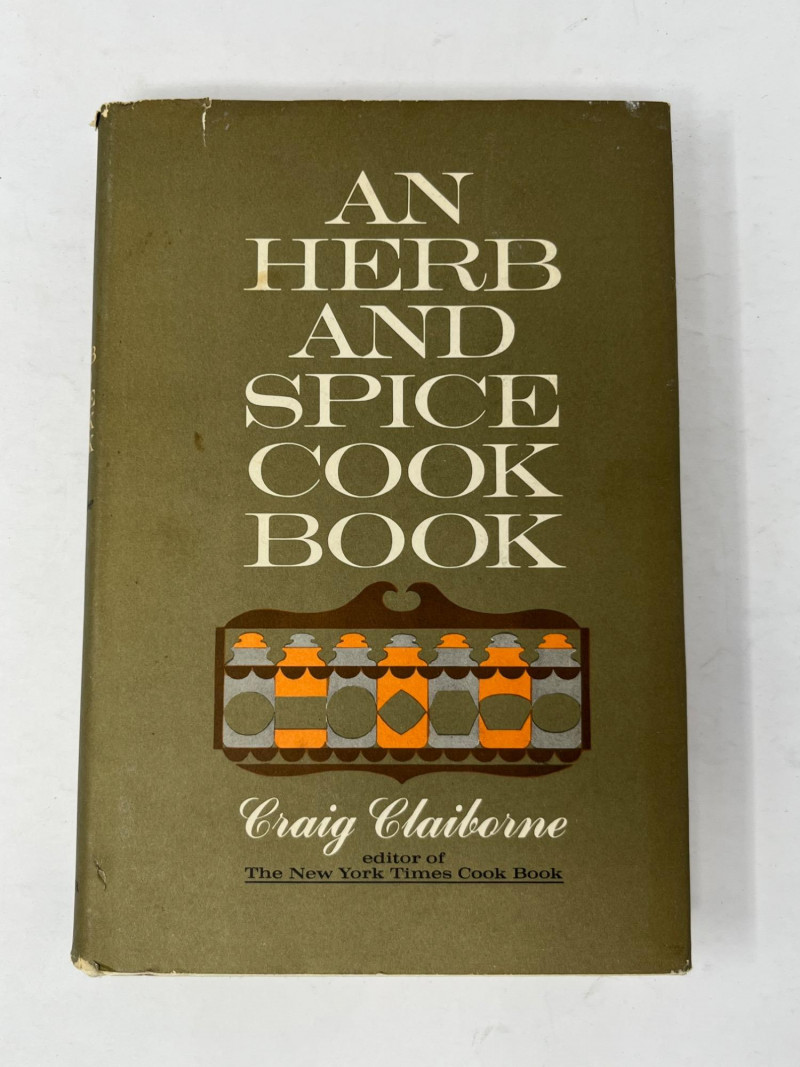 AN
HERB
AND
SPICE
COOK
BOOK
Craig Claiborne
editor of
The New York Times Cook Book